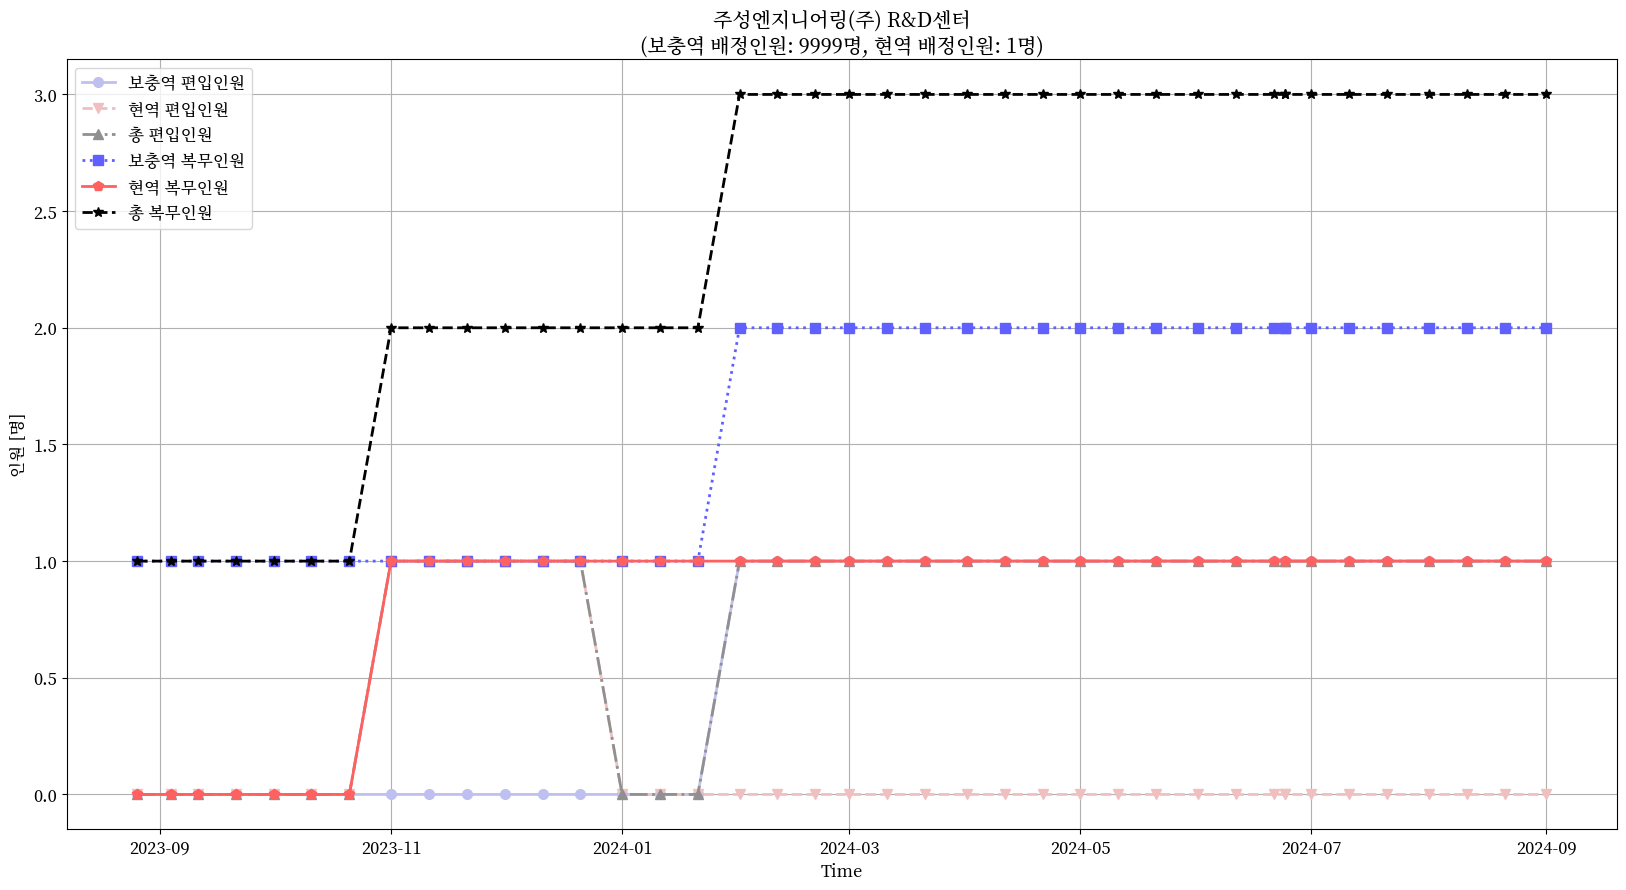 주성엔지니어링(주) R&D센터
(보충역 배정인원: 9999명, 현역 배정인원: 1명)
보충역 편입인원
현역 편입인원
총 편입인원
보충역 복무인원
현역 복무인원
총 복무인원
3.0
2.5
2.0
1.5
1.0
0.5
0.0
인원 [명]
2023-09
2023-11
2024-01
2024-03
2024-05
2024-07
2024-09
Time